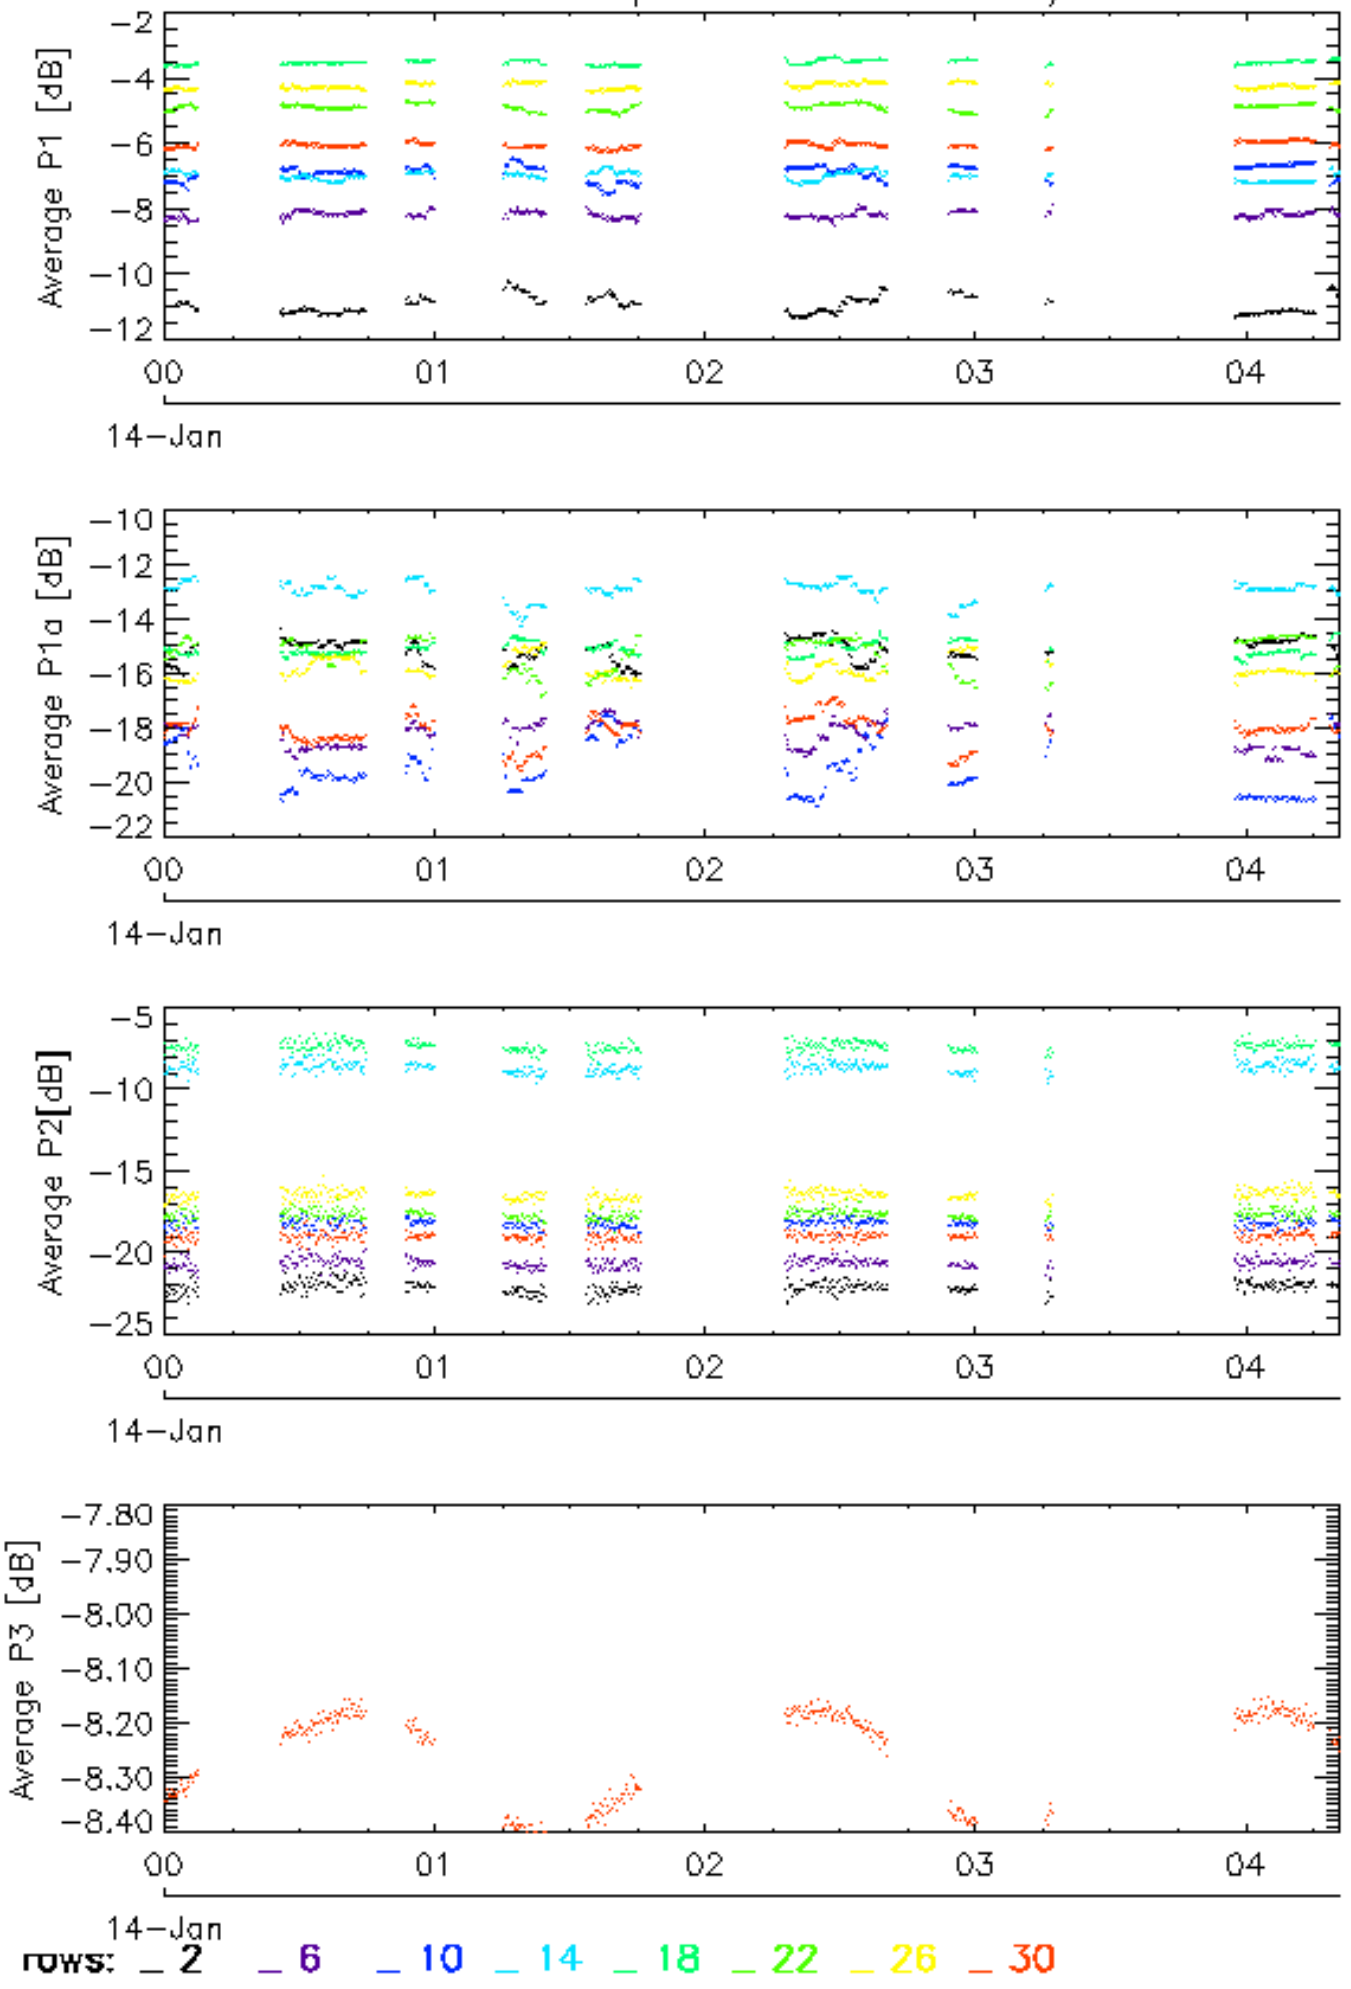 Average P1 [dB]
-2
-4
-6
-8
-10
-12
00 01 02 03 04
14-Jan
Average P1a [dB]
-10
-12
-14
-16
-18
-20
-22
00 01 02 03 04
14-Jan
Average P2[dB]
-5
-10
-15
-20
-25
00 01 02 03 04
14-Jan
Average P3 [dB]
-7.80
-7.90
-8.00
-8.10
-8.20
-8.30
-8.40
00 01 02 03 04
14-Jan
rows: _ 2 _ 6 _ 10 _ 14 _ 18 _ 22 _ 26 _ 30